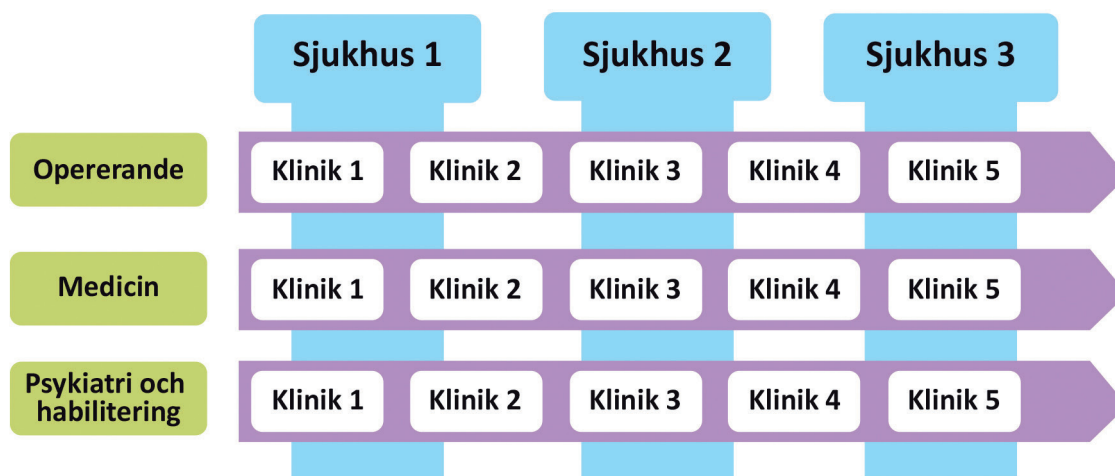 Sjukhus 1
Sjukhus 2
Sjukhus 3
Opererande
Klinik 1
Klinik 2
Klinik 3
Klinik 4
Klinik 5
Medicin
Klinik 1
Klinik 2
Klinik 3
Klinik 4
Klinik 5
Psykiatri och
habilitering
Klinik 1
Klinik 2
Klinik 3
Klinik 4
Klinik 5